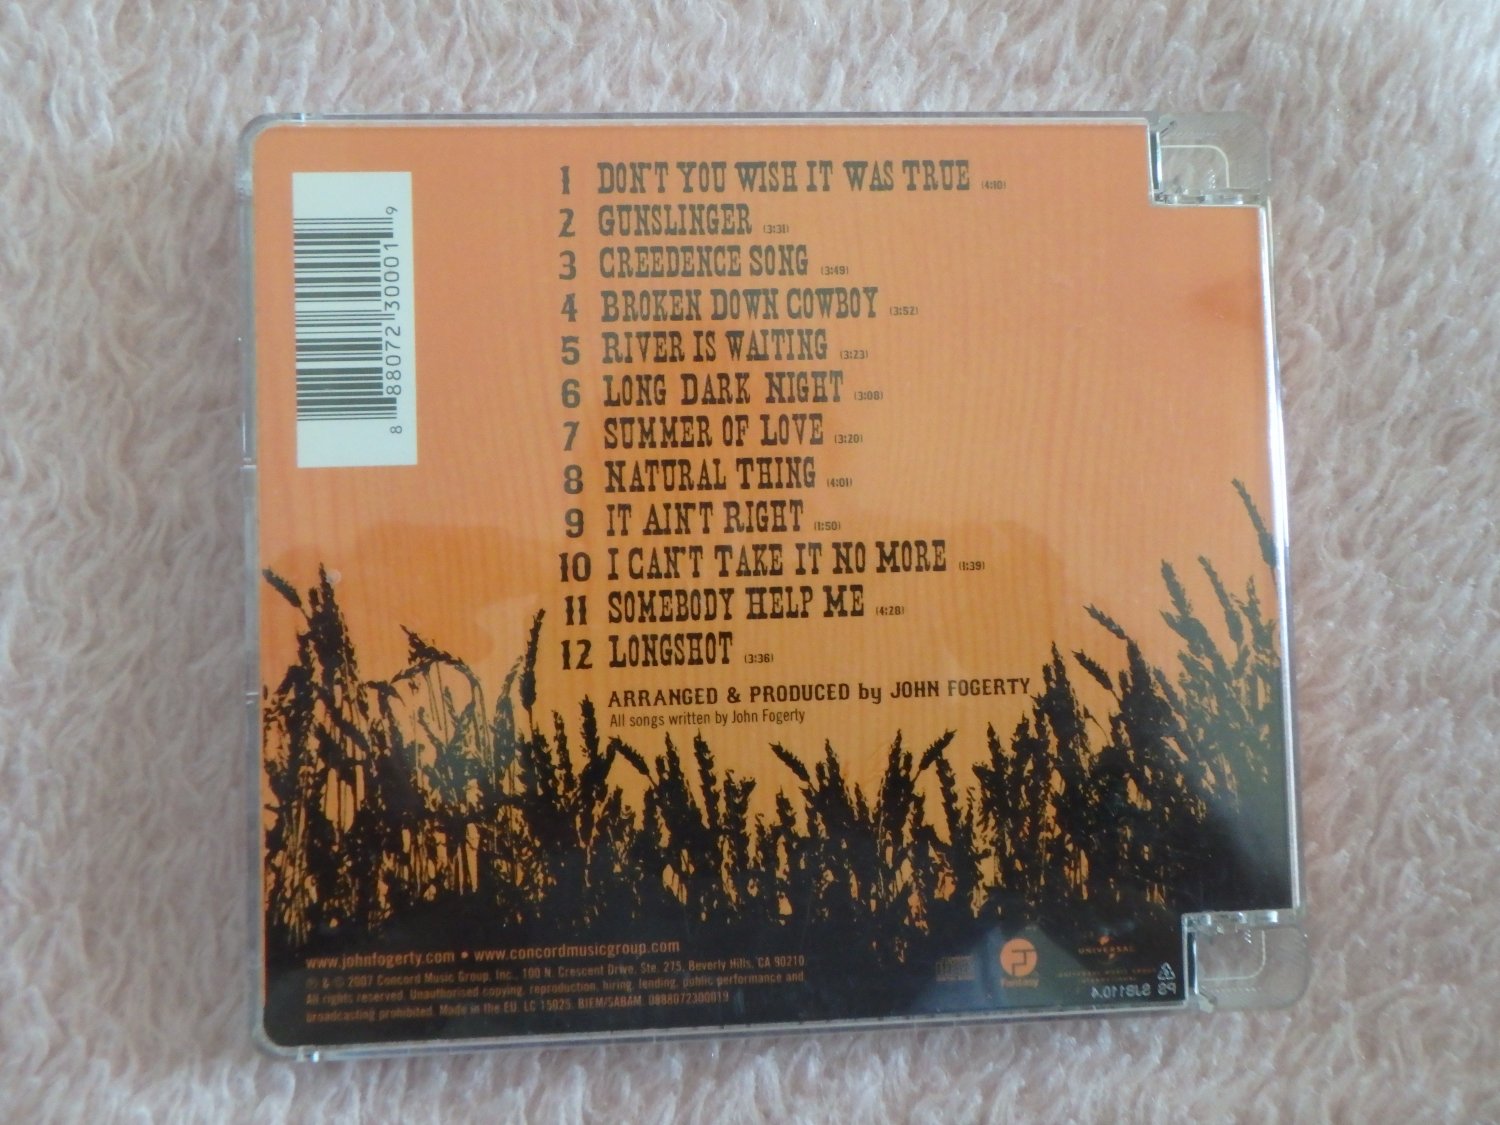 1 DON'T YOU WISH IT WAS TRUE (4:10)
2 GUNSLINGER (3:31)
3 CREEDENCE SONG (3:49)
4 BROKEN DOWN COWBOY (3:52)
5 RIVER IS WAITING (3:23)
6 LONG DARK NIGHT (3:08)
7 SUMMER OF LOVE (3:20)
8 NATURAL THING (4:01)
9 IT AIN'T RIGHT (1:50)
10 I CAN'T TAKE IT NO MORE (1:39)
11 SOMEBODY HELP ME (4:28)
12 LONGSHOT (3:36)
ARRANGED & PRODUCED by JOHN FOGERTY
All songs written by John Fogerty
8 88072 30001 9
www.johnfogerty.com • www.concordmusicgroup.com
℗ & © 2007 Concord Music Group, Inc., 100 N. Crescent Drive, Ste. 275, Beverly Hills, CA 90210.
All rights reserved. Unauthorised copying, reproduction, hiring, lending, public performance and
broadcasting prohibited. Made in the EU. LC 15025. BIEM/SABAM. 0888072300019
Fantasy
UNIVERSAL
PS SJB110.4